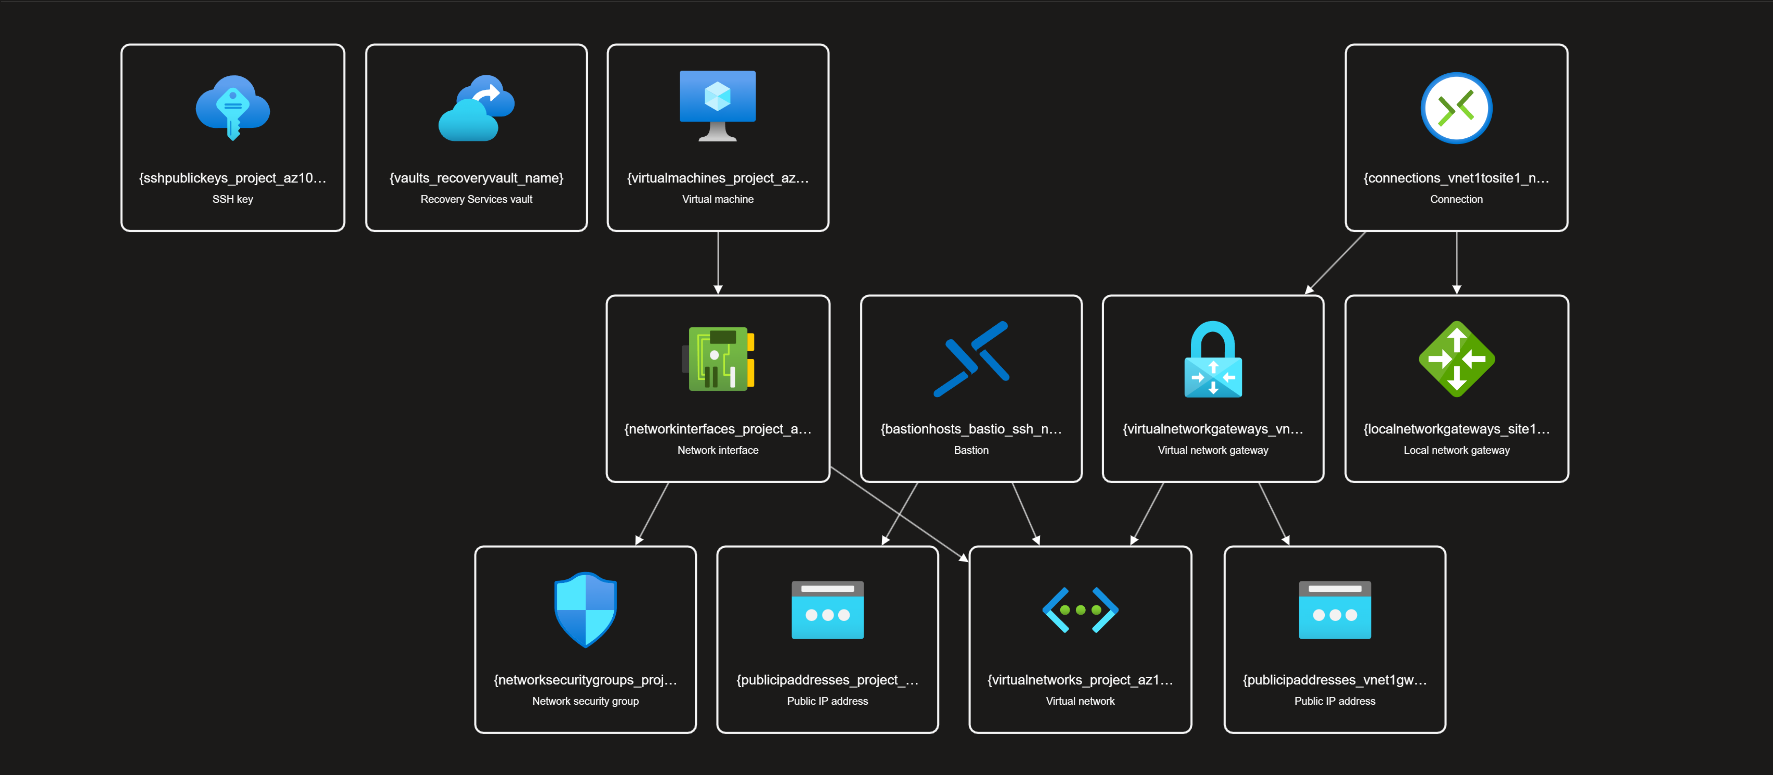 {sshpublickeys_project_az10...
SSH key
{vaults_recoveryvault_name}
Recovery Services vault
{virtualmachines_project_az...
Virtual machine
{connections_vnet1tosite1_n...
Connection
{networkinterfaces_project_a...
Network interface
{bastionhosts_bastio_ssh_n...
Bastion
{virtualnetworkgateways_vn...
Virtual network gateway
{localnetworkgateways_site1...
Local network gateway
{networksecuritygroups_proj...
Network security group
{publicipaddresses_project_...
Public IP address
{virtualnetworks_project_az1...
Virtual network
{publicipaddresses_vnet1gw...
Public IP address